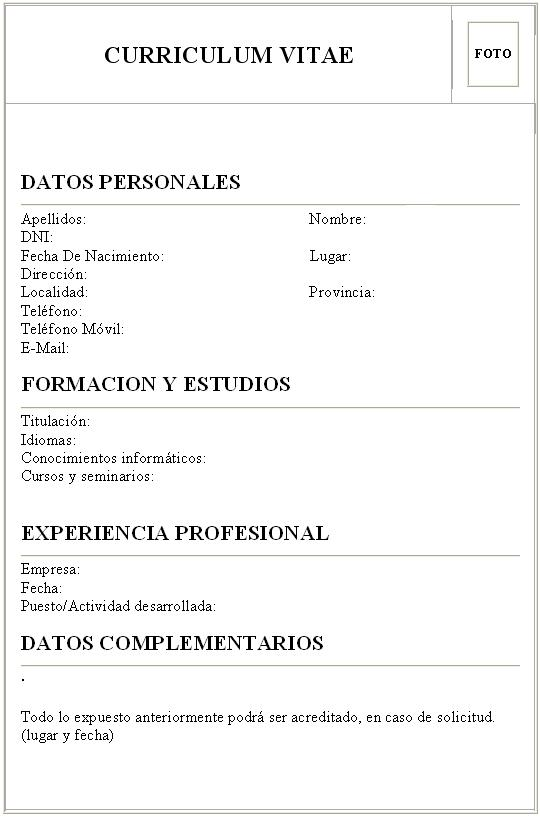 CURRICULUM VITAE
FOTO
DATOS PERSONALES
Apellidos: Nombre:
DNI:
Fecha De Nacimiento: Lugar:
Dirección:
Localidad: Provincia:
Teléfono:
Teléfono Móvil:
E-Mail:
FORMACION Y ESTUDIOS
Titulación:
Idiomas:
Conocimientos informáticos:
Cursos y seminarios:
EXPERIENCIA PROFESIONAL
Empresa:
Fecha:
Puesto/Actividad desarrollada:
DATOS COMPLEMENTARIOS
.
Todo lo expuesto anteriormente podrá ser acreditado, en caso de solicitud.
(lugar y fecha)